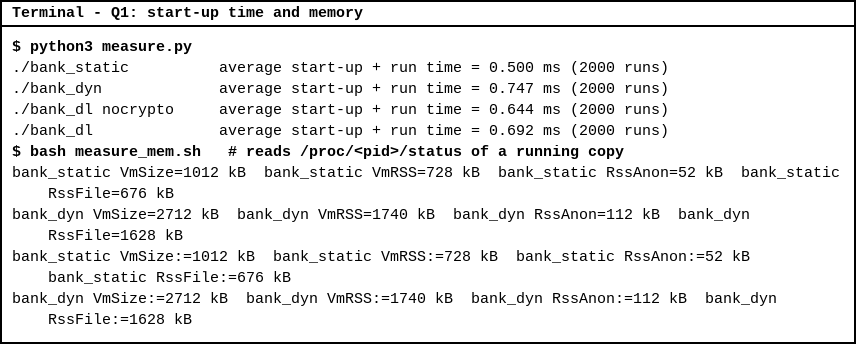 Terminal - Q1: start-up time and memory
$ python3 measure.py
./bank_static          average start-up + run time = 0.500 ms (2000 runs)
./bank_dyn             average start-up + run time = 0.747 ms (2000 runs)
./bank_dl nocrypto     average start-up + run time = 0.644 ms (2000 runs)
./bank_dl              average start-up + run time = 0.692 ms (2000 runs)
$ bash measure_mem.sh   # reads /proc/<pid>/status of a running copy
bank_static VmSize=1012 kB  bank_static VmRSS=728 kB  bank_static RssAnon=52 kB  bank_static
    RssFile=676 kB
bank_dyn VmSize=2712 kB  bank_dyn VmRSS=1740 kB  bank_dyn RssAnon=112 kB  bank_dyn
    RssFile=1628 kB
bank_static VmSize:=1012 kB  bank_static VmRSS:=728 kB  bank_static RssAnon:=52 kB
    bank_static RssFile:=676 kB
bank_dyn VmSize:=2712 kB  bank_dyn VmRSS:=1740 kB  bank_dyn RssAnon:=112 kB  bank_dyn
    RssFile:=1628 kB